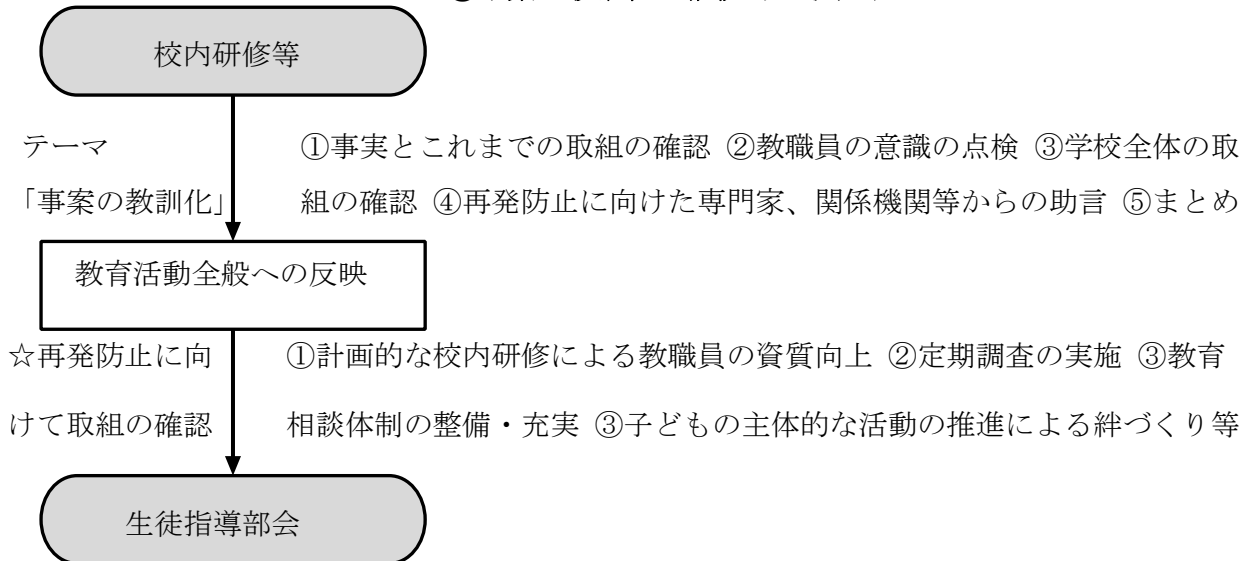 校内研修等
テーマ ①事実とこれまでの取組の確認 ②教職員の意識の点検 ③学校全体の取
「事案の教訓化」 組の確認 ④再発防止に向けた専門家、関係機関等からの助言 ⑤まとめ
教育活動全般への反映
☆再発防止に向 ①計画的な校内研修による教職員の資質向上 ②定期調査の実施 ③教育
けて取組の確認 相談体制の整備・充実 ③子どもの主体的な活動の推進による絆づくり等
生徒指導部会